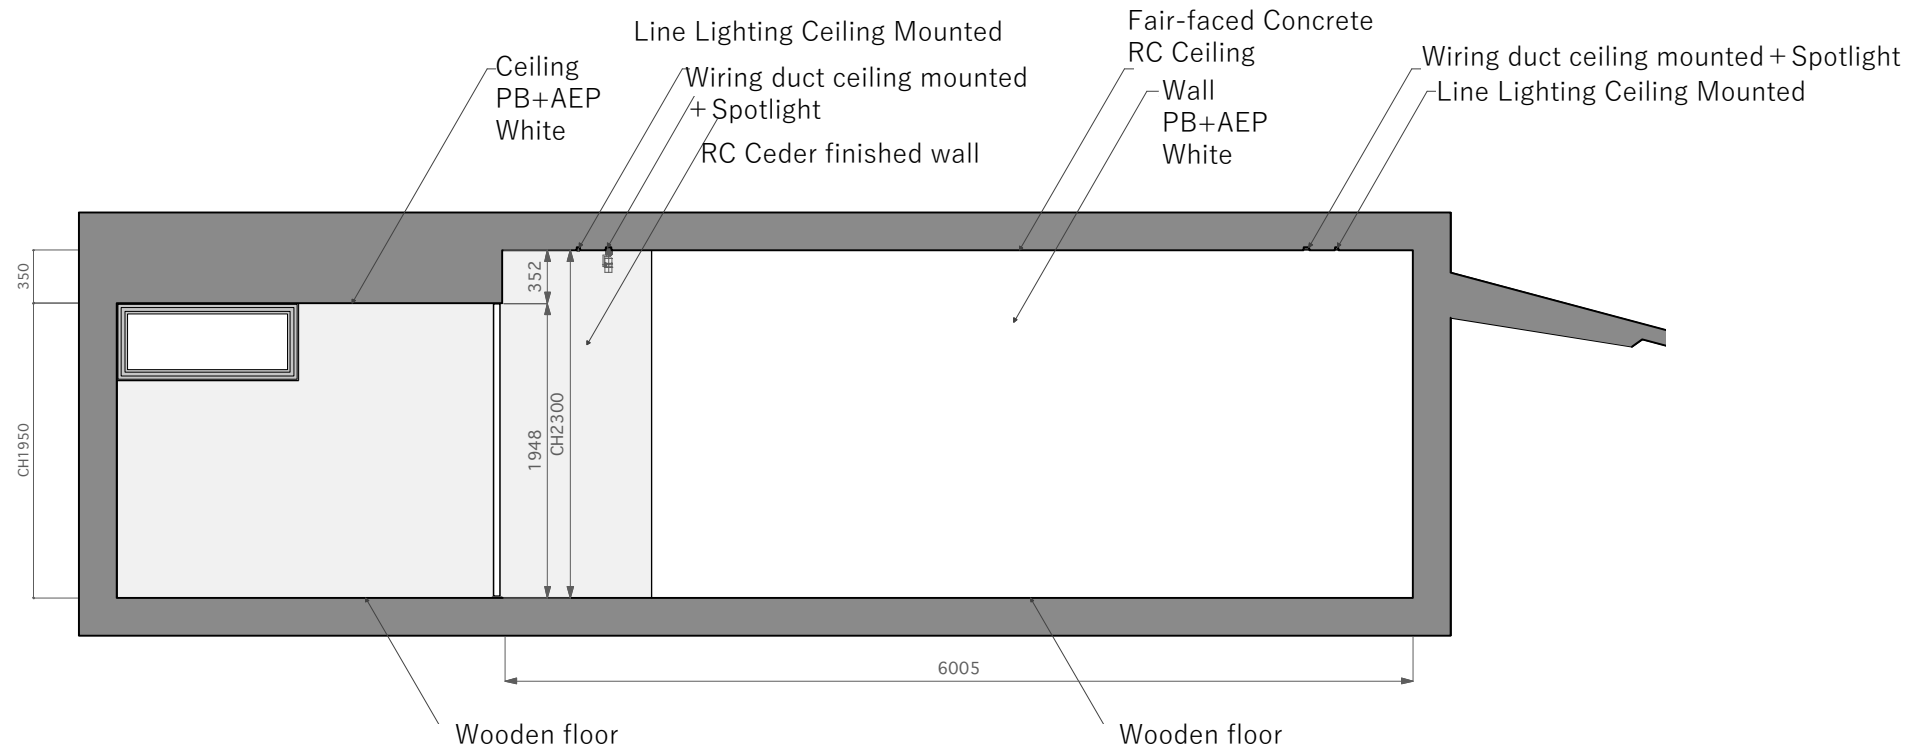 Line Lighting Ceiling Mounted
Ceiling
PB+AEP
White
Wiring duct ceiling mounted
+Spotlight
RC Ceder finished wall
Fair-faced Concrete
RC Ceiling
Wall
PB+AEP
White
Wiring duct ceiling mounted+Spotlight
Line Lighting Ceiling Mounted
350
CH1950
352
1948
CH2300
6005
Wooden floor
Wooden floor